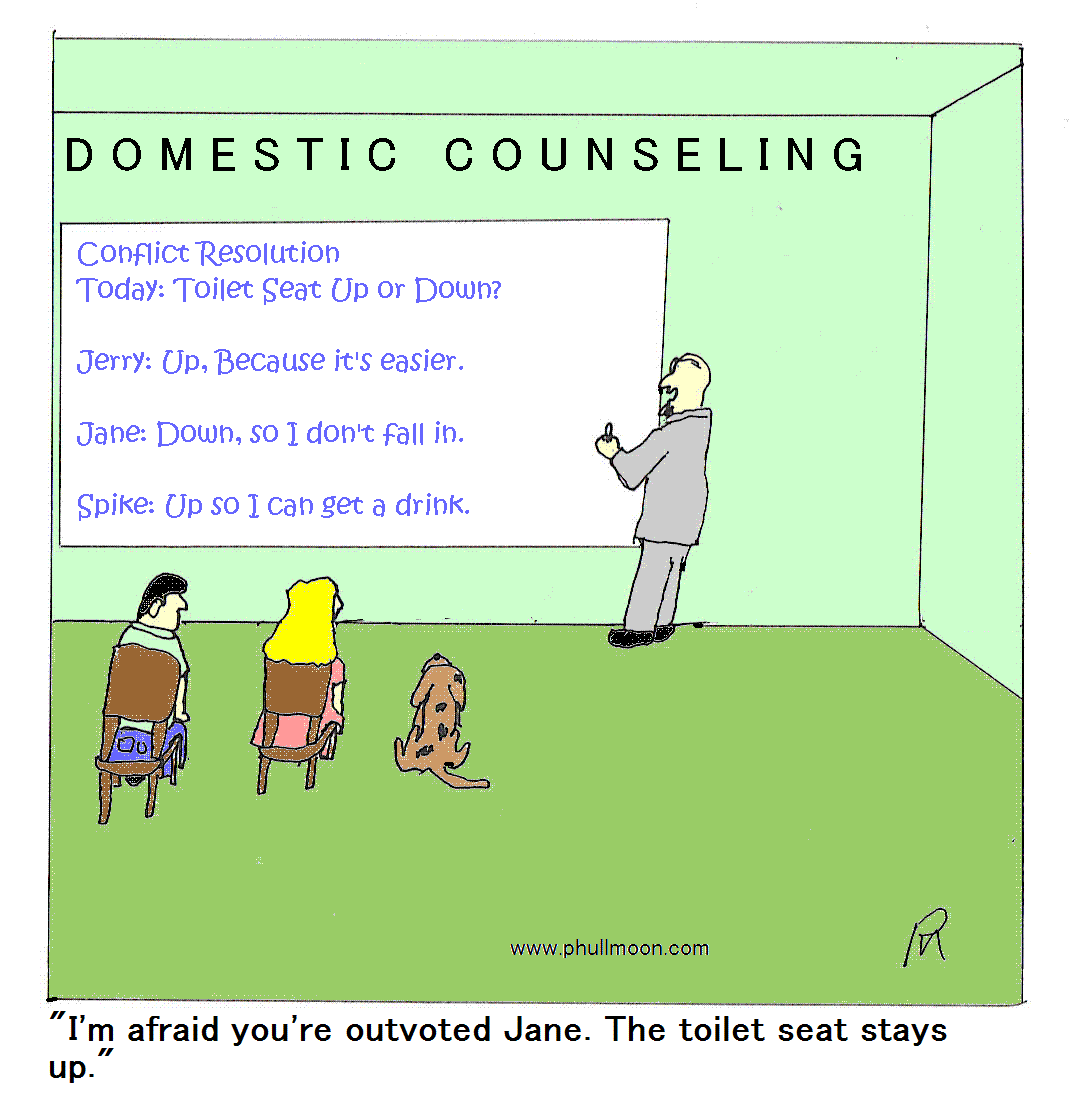 DOMESTIC COUNSELING
Conflict Resolution
Today: Toilet Seat Up or Down?
Jerry: Up, Because it's easier.
Jane: Down, so I don't fall in.
Spike: Up so I can get a drink.
www.phullmoon.com
"I'm afraid you're outvoted Jane. The toilet seat stays
up."